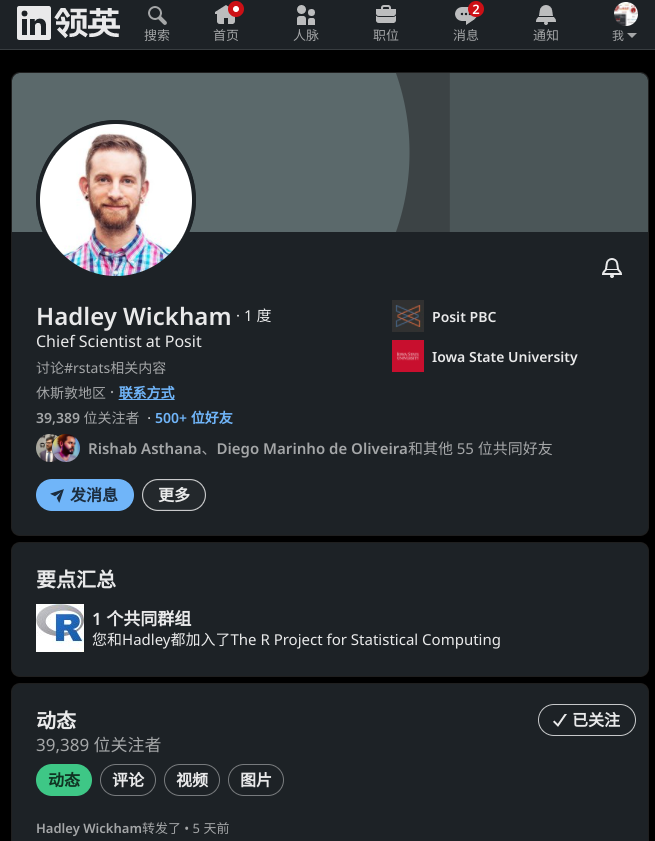 in 领英
搜索
首页
人脉
职位
2
消息
通知
我
Hadley Wickham · 1 度
Chief Scientist at Posit
讨论#rstats相关内容
休斯敦地区 · 联系方式
39,389 位关注者 · 500+ 位好友
Rishab Asthana、Diego Marinho de Oliveira和其他 55 位共同好友
Posit PBC
Iowa State University
发消息
更多
要点汇总
R
1 个共同群组
您和Hadley都加入了The R Project for Statistical Computing
动态
39,389 位关注者
已关注
动态
评论
视频
图片
Hadley Wickham转发了 • 5 天前